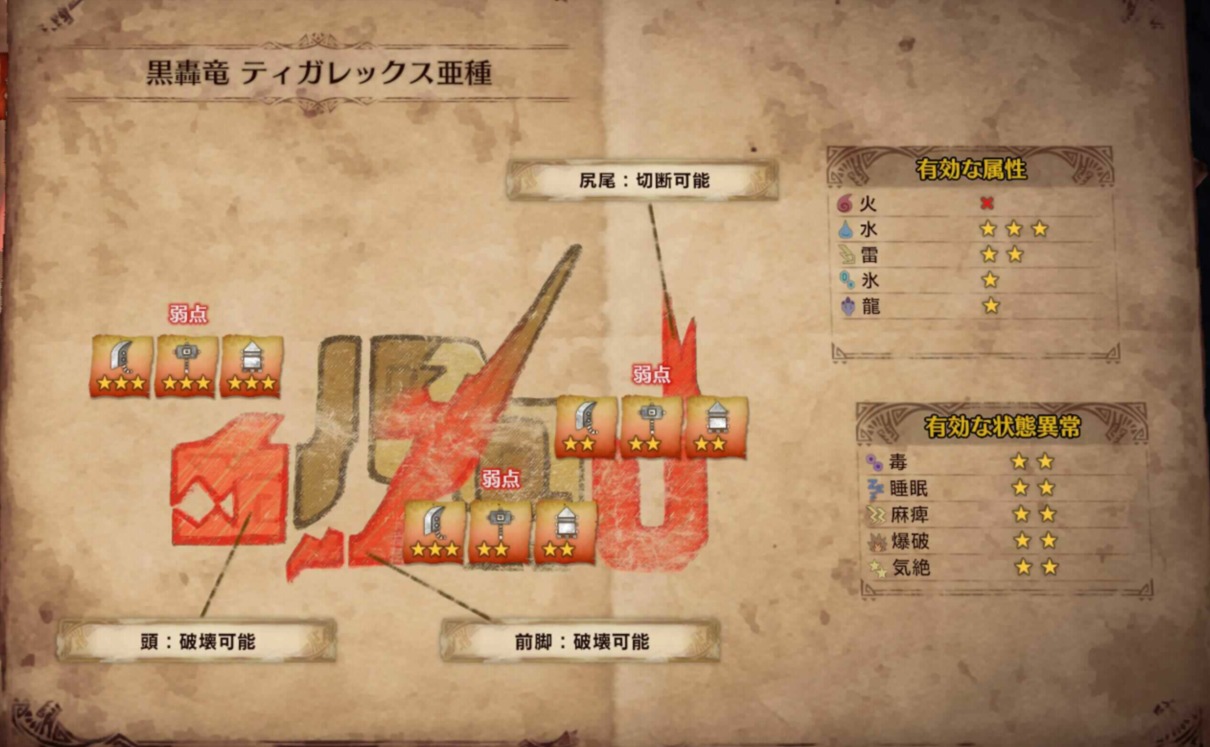 黒轟竜 ティガレックス亜種
尻尾：切断可能
弱点
弱点
弱点
頭：破壊可能
前脚：破壊可能
有効な属性
火
水
雷
氷
龍
有効な状態異常
毒
睡眠
麻痺
爆破
気絶